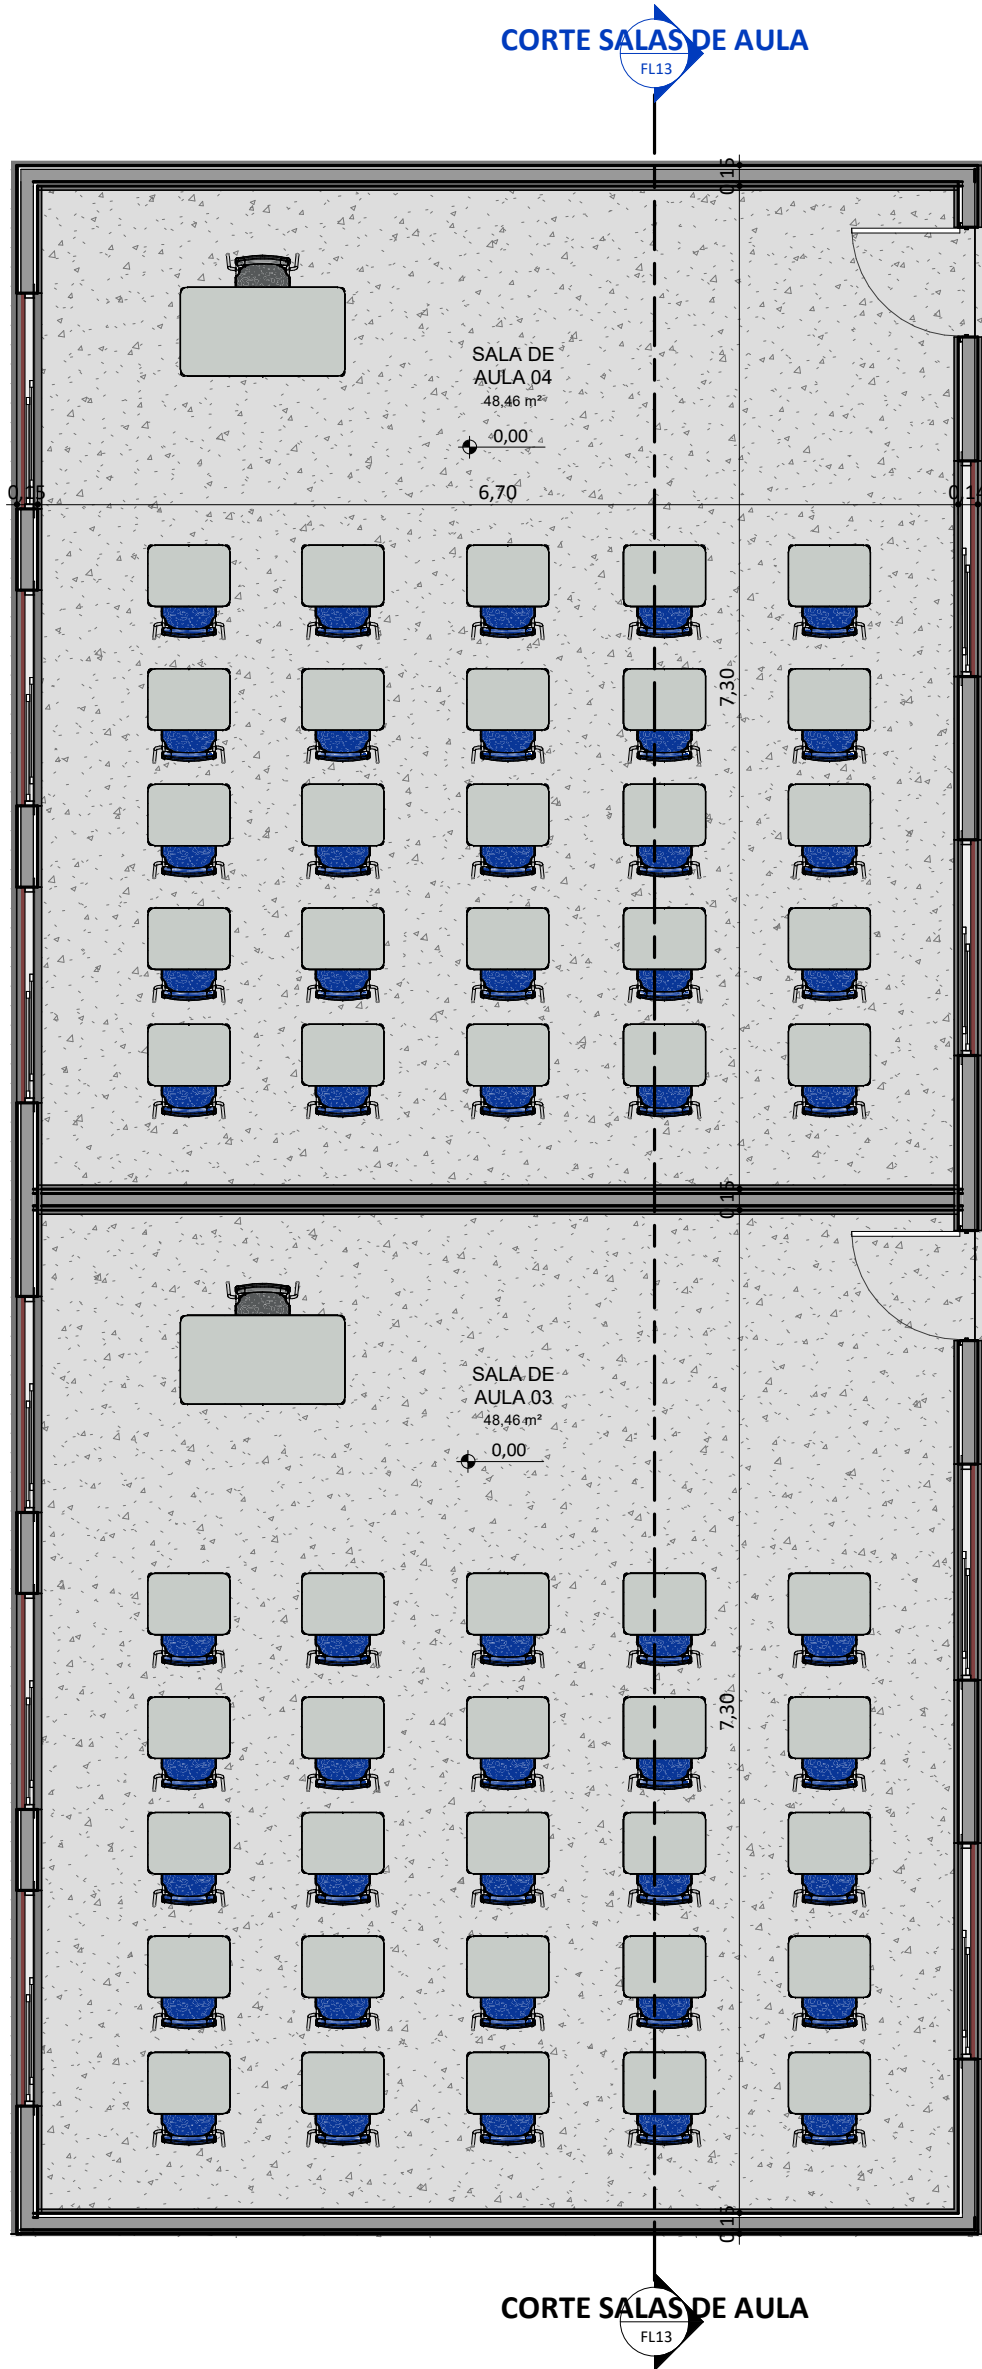 CORTE SALAS DE AULA
FL13
0,15
SALA DE
AULA 04
48,46 m²
0,00
0,15
6,70
0,14
7,30
0,15
SALA DE
AULA 03
48,46 m²
0,00
7,30
0,15
CORTE SALAS DE AULA
FL13